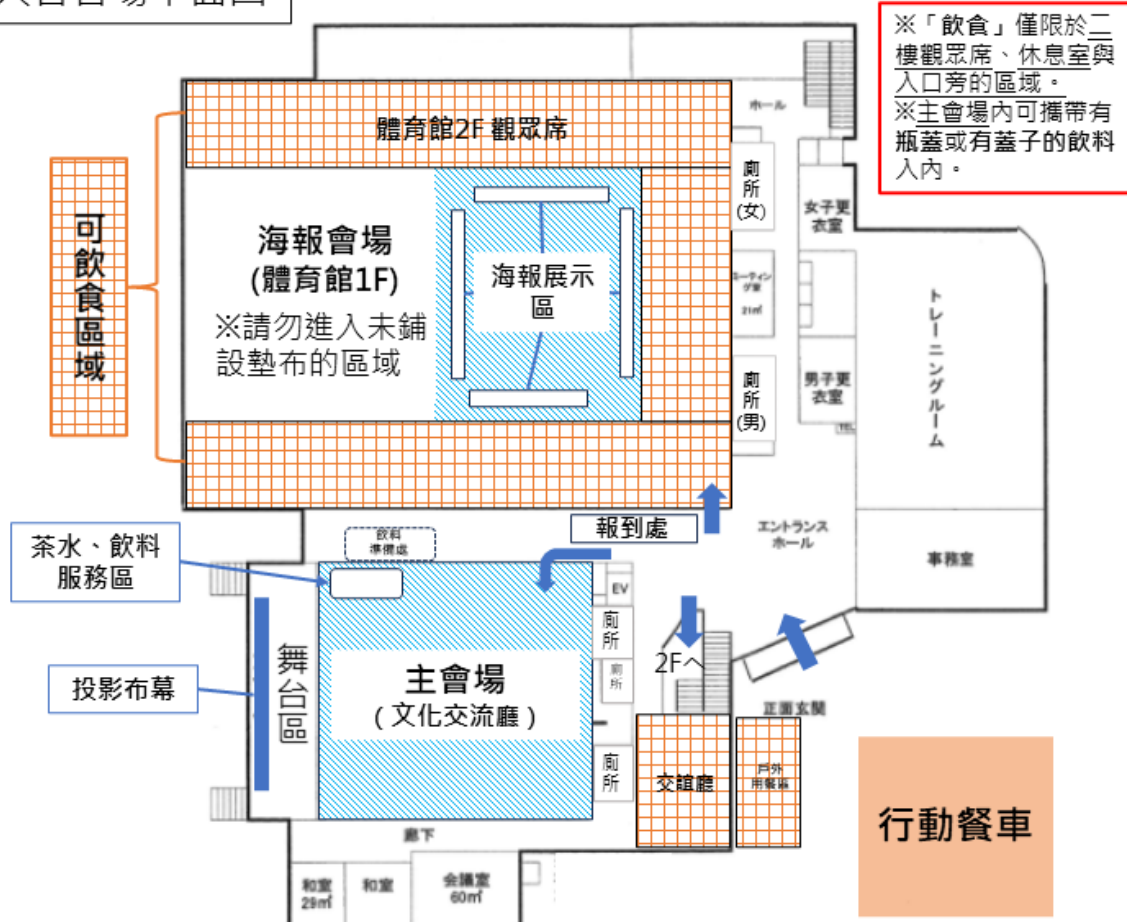 ※「飲食」僅限於二
樓觀眾席、休息室與
入口旁的區域。
※主會場內可攜帶有
瓶蓋或有蓋子的飲料
入內。
ホール
體育館2F 觀眾席
可飲食區域
廁所
(女)
女子更
衣室
海報會場
(體育館1F)
※請勿進入未鋪
設墊布的區域
海報展示
區
ミーティン
グ室
21㎡
トレーニングルーム
廁所
(男)
男子更
衣室
TEL
報到處
エントランス
ホール
事務室
飲料
準備處
茶水、飲料
服務區
EV
廁所
2Fへ
廁所
舞台區
投影布幕
主會場
(文化交流廳)
正面玄関
廁所
交誼廳
戶外
用餐區
行動餐車
廊下
和室
29㎡
和室
会議室
60㎡